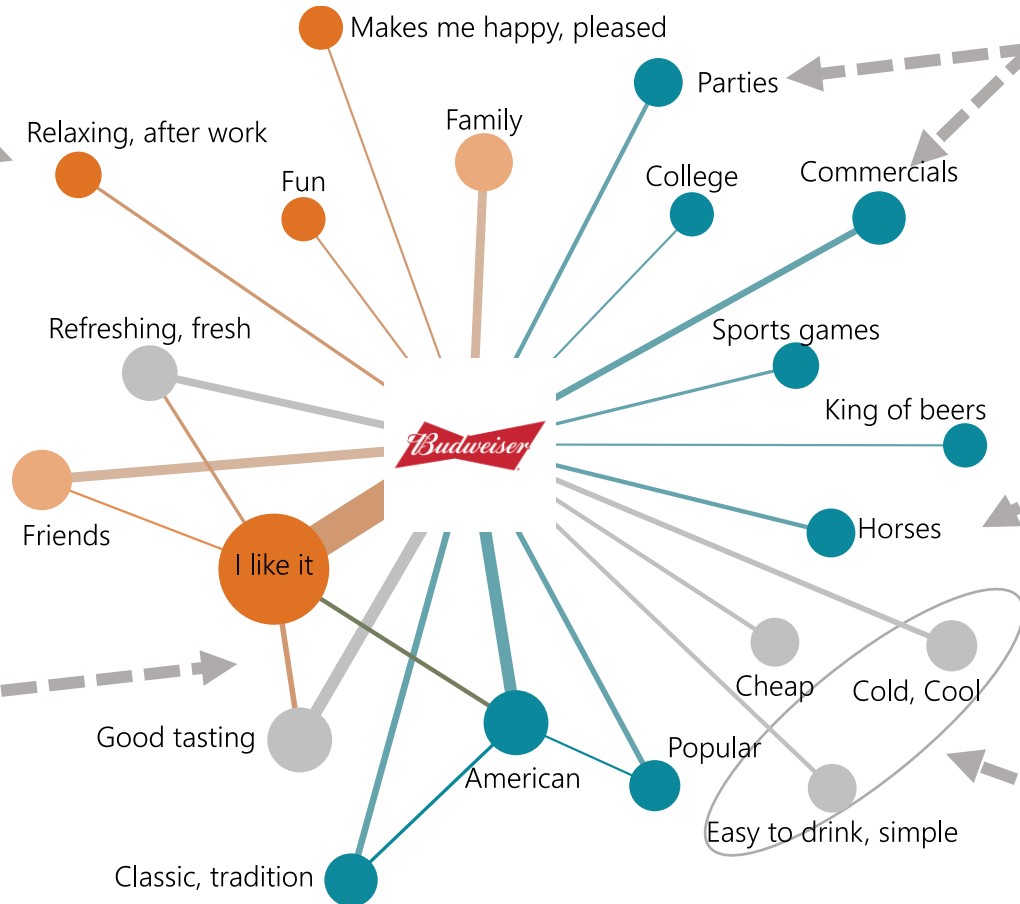 Makes me happy, pleased
Parties
Family
Relaxing, after work
Commercials
College
Fun
Refreshing, fresh
Sports games
King of beers
Budweiser
Friends
Horses
I like it
Cheap
Cold, Cool
Good tasting
Popular
American
Easy to drink, simple
Classic, tradition